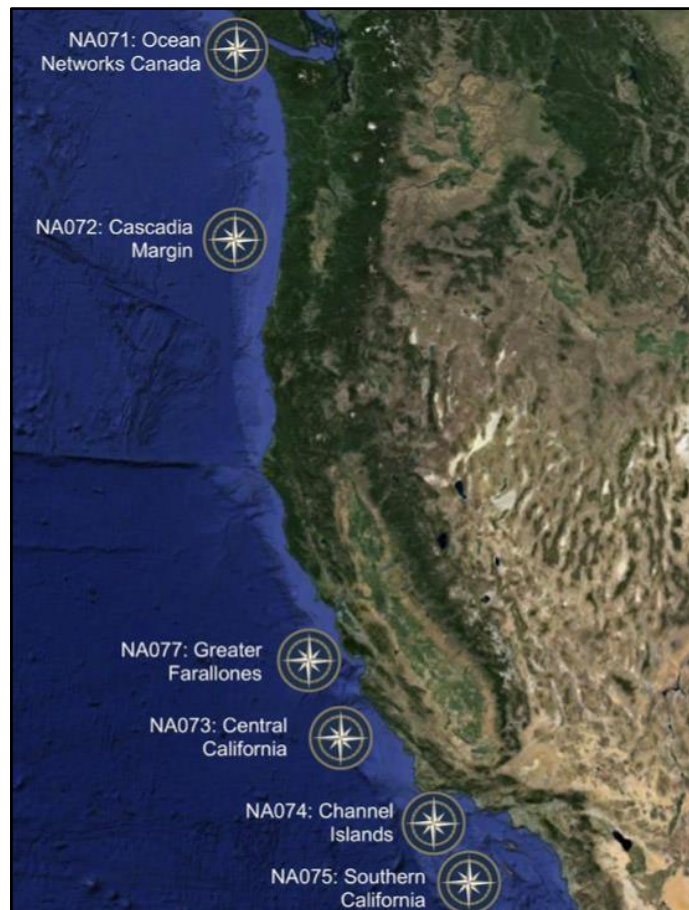 NA071: Ocean
Networks Canada
NA072: Cascadia
Margin
NA077: Greater
Farallones
NA073: Central
California
NA074: Channel
Islands
NA075: Southern
California